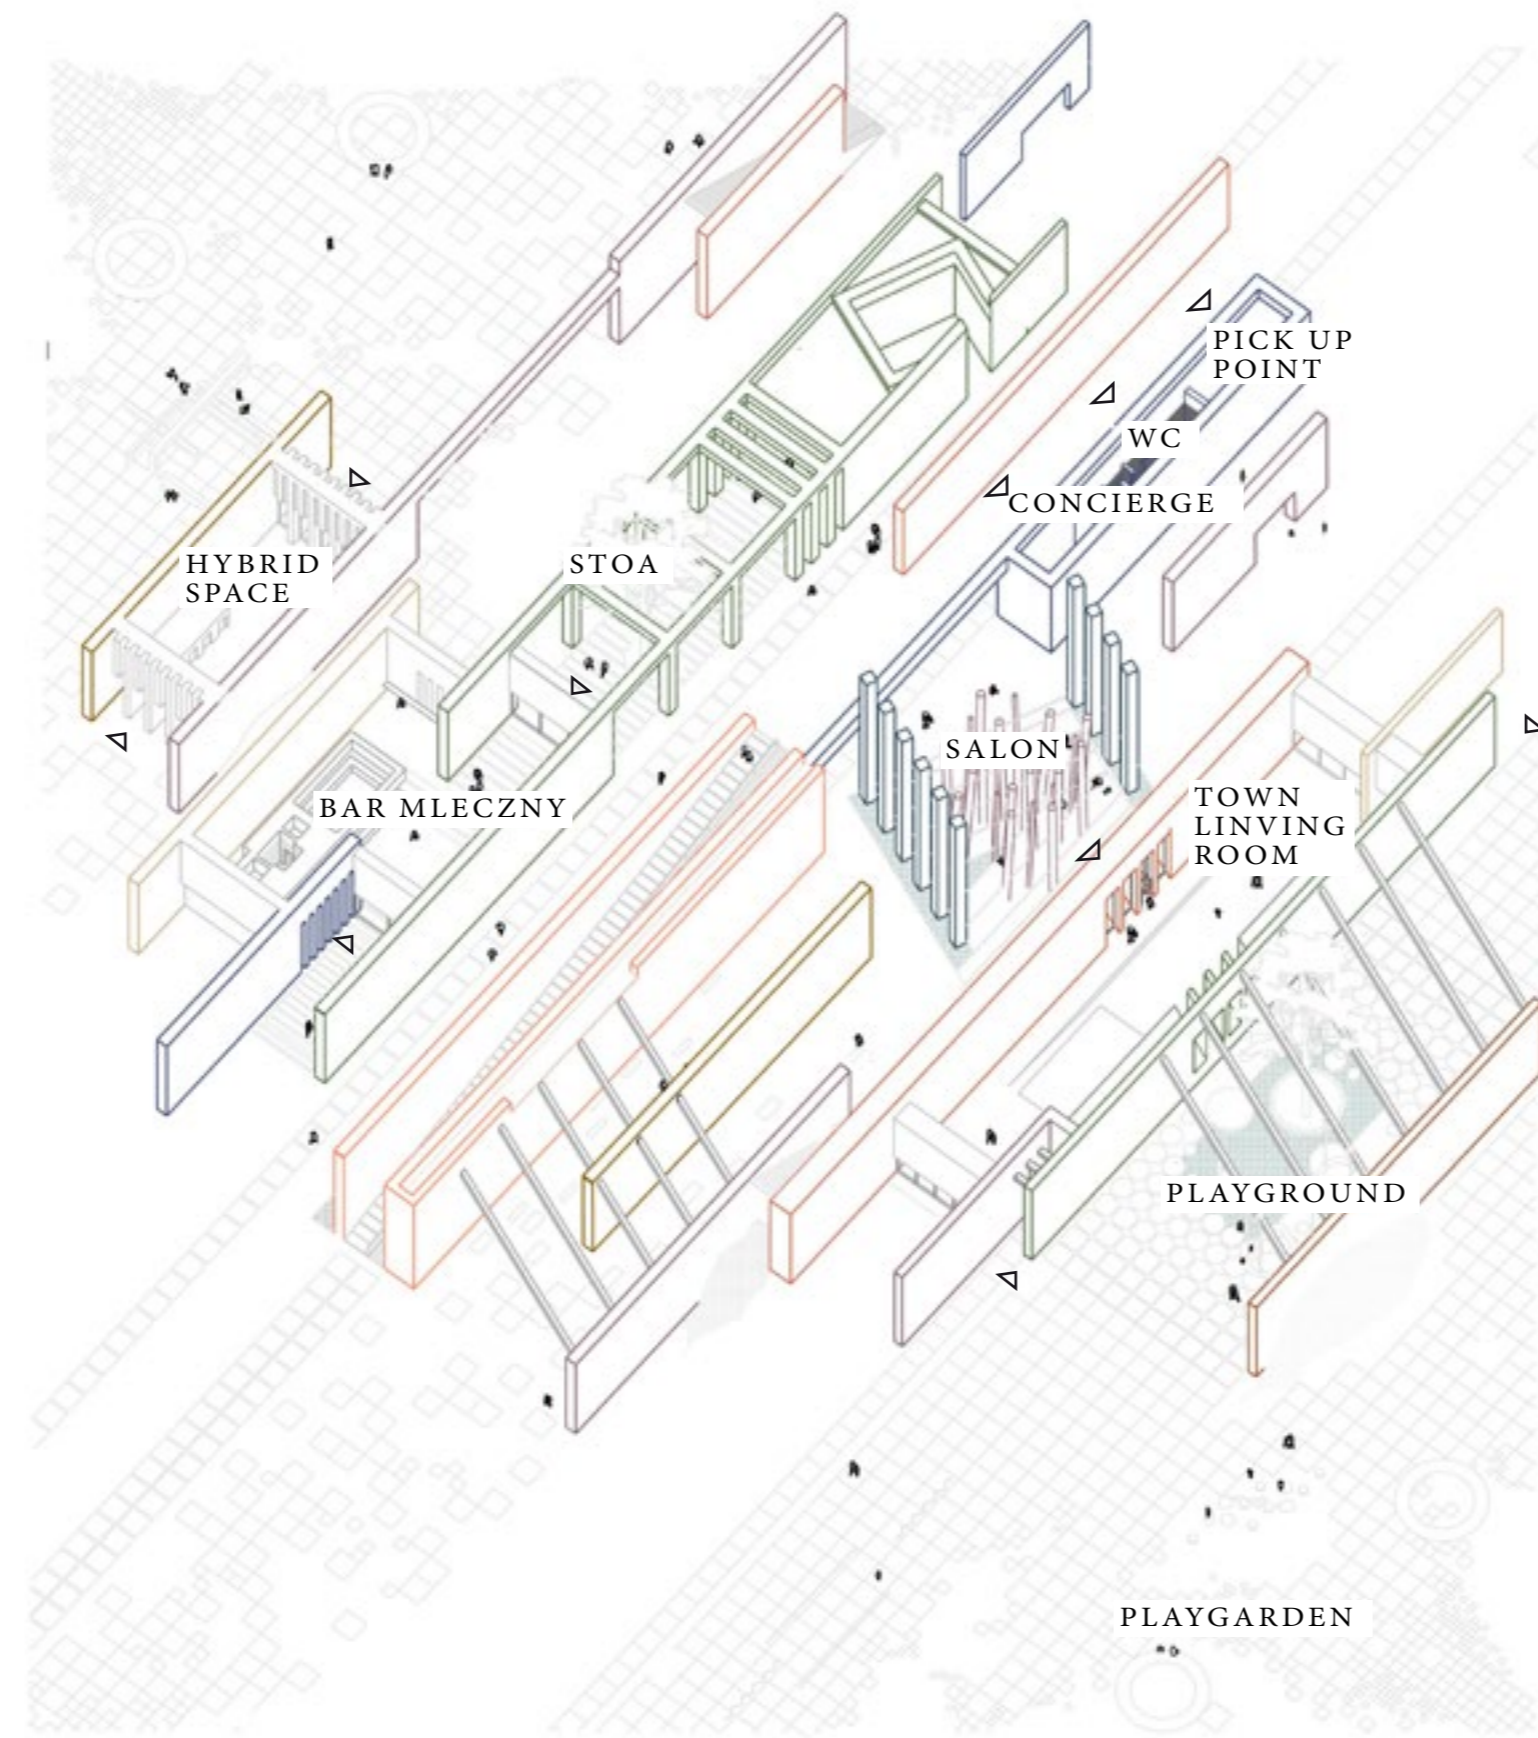 PICK UP
POINT
WC
CONCIERGE
HYBRID
SPACE
STOA
SALON
BAR MLECZNY
TOWN
LINVING
ROOM
PLAYGROUND
PLAYGARDEN